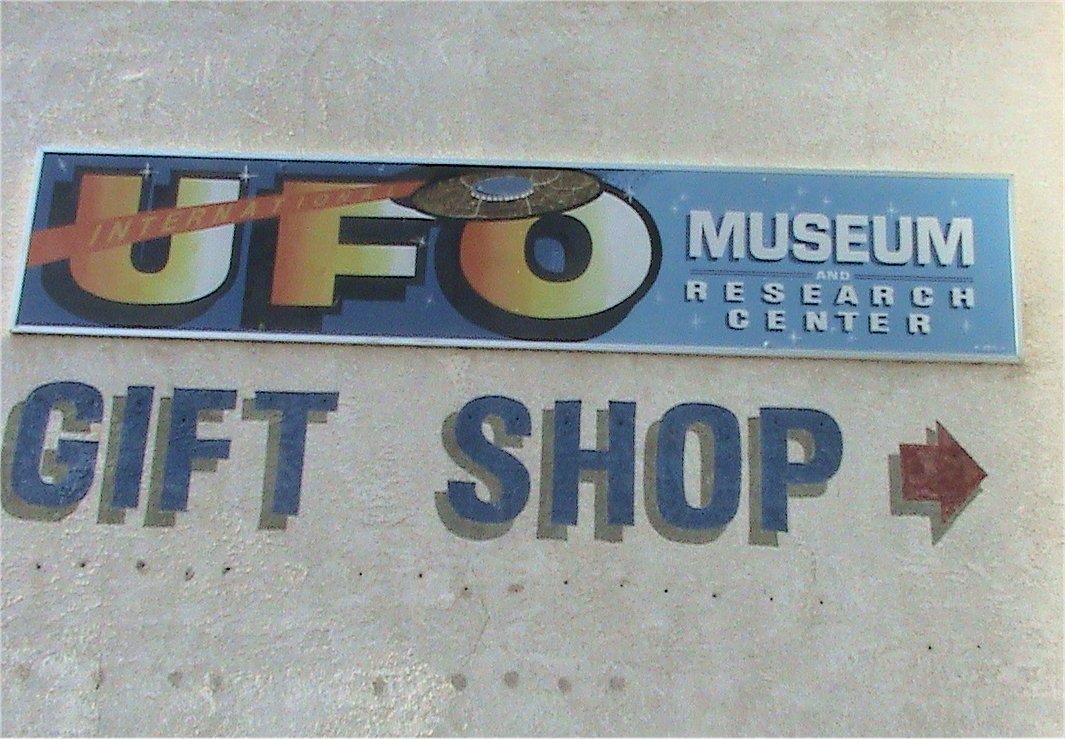 INTERNATIONAL
UFO
MUSEUM
AND
RESEARCH
CENTER
GIFT SHOP